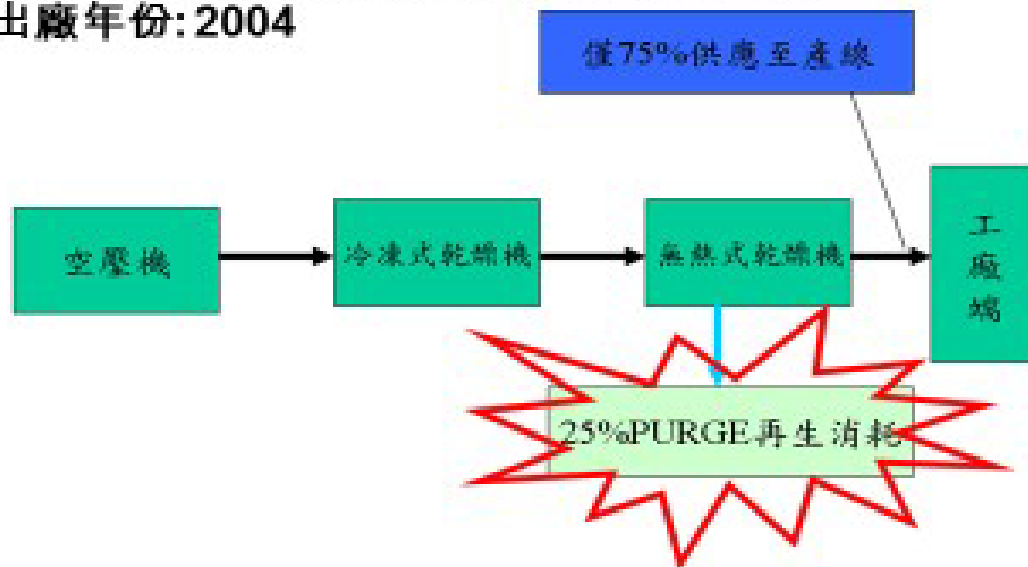 出廠年份:2004
僅75%供應至產線
空壓機
冷凍式乾燥機
無熱式乾燥機
工
廠
端
25%PURGE再生消耗